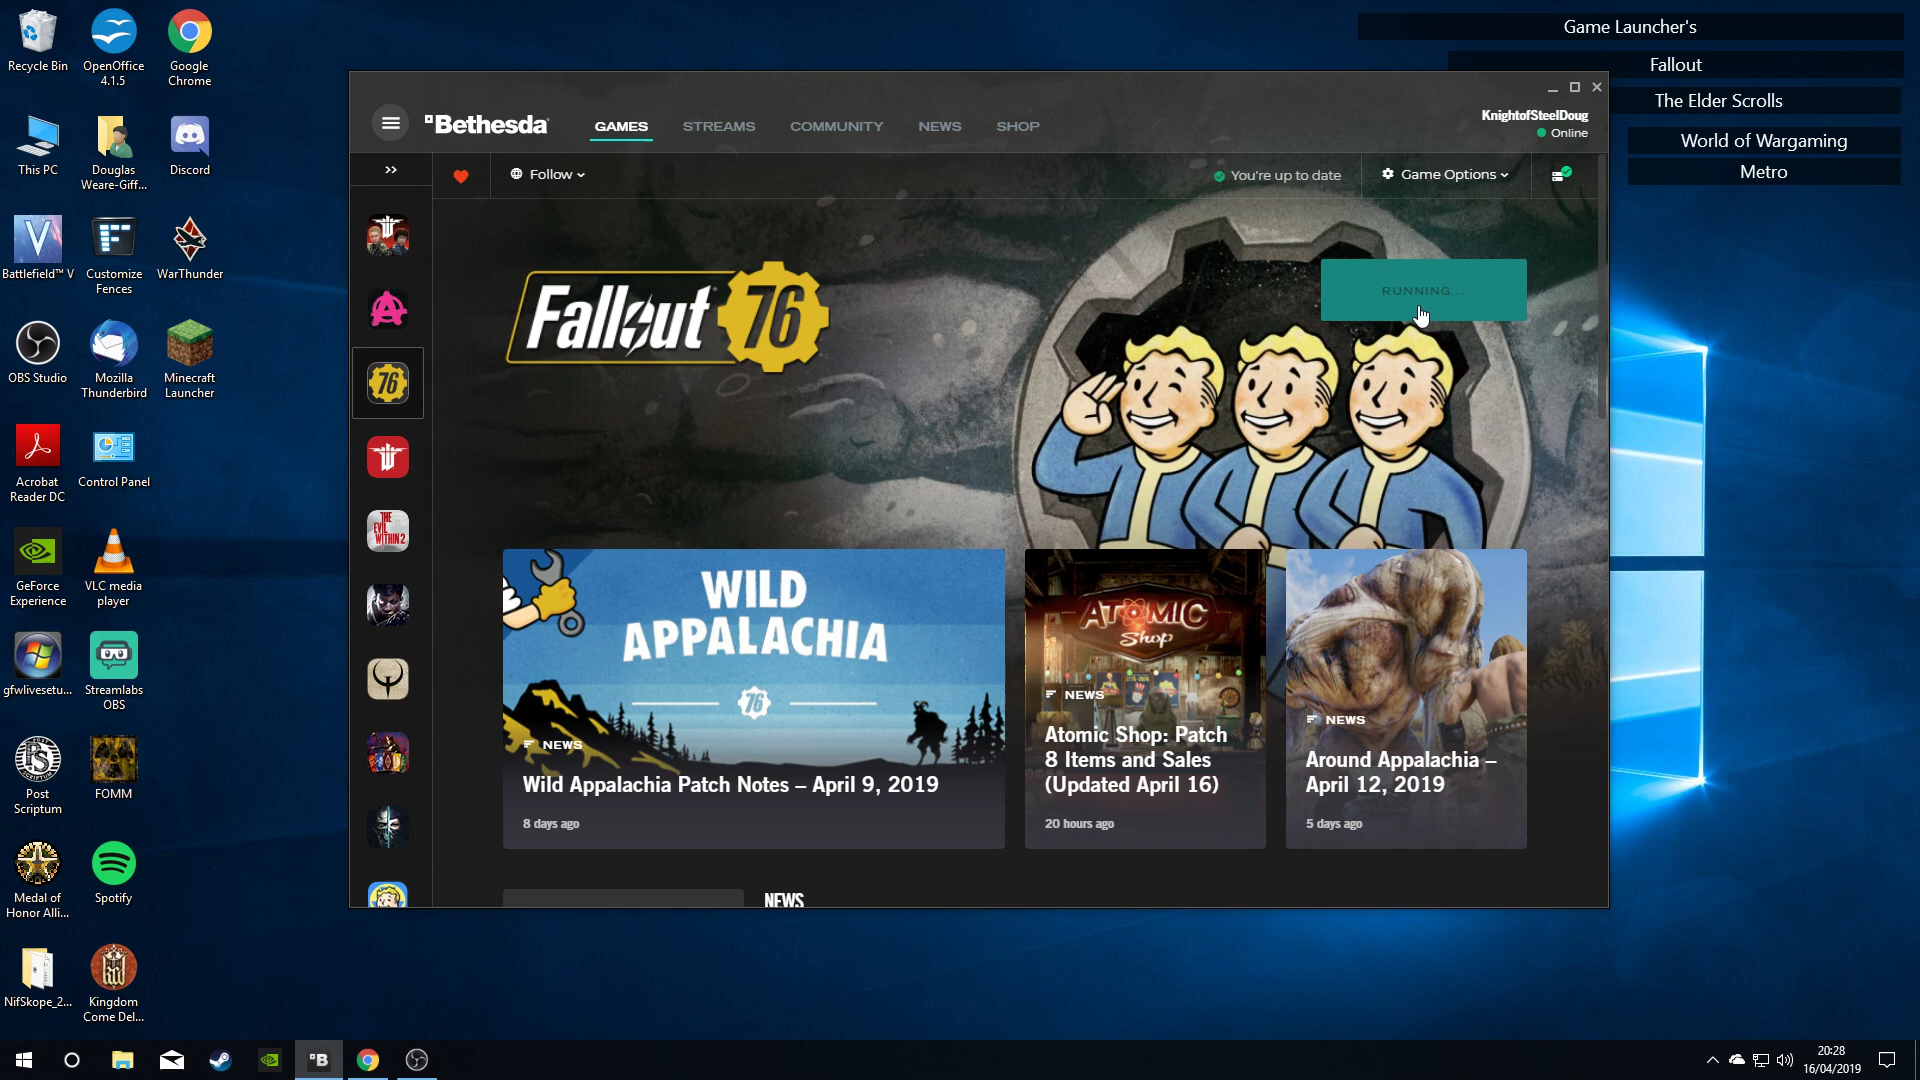 Recycle Bin
OpenOffice
4.1.5
Google
Chrome
This PC
Douglas
Weare-Giff...
Discord
Battlefield™ V
Customize
Fences
WarThunder
OBS Studio
Mozilla
Thunderbird
Minecraft
Launcher
Acrobat
Reader DC
Control Panel
GeForce
Experience
VLC media
player
gfwlivesetu...
Streamlabs
OBS
Post
Scriptum
FOMM
Medal of
Honor Alli...
Spotify
NifSkope_2...
Kingdom
Come Del...
Game Launcher's
Fallout
The Elder Scrolls
World of Wargaming
Metro
Bethesda
GAMES
STREAMS
COMMUNITY
NEWS
SHOP
KnightofSteelDoug
Online
Follow
You're up to date
Game Options
76
THE
EVIL
WITHIN 2
Fallout 76
RUNNING...
WILD
APPALACHIA
76
NEWS
Wild Appalachia Patch Notes – April 9, 2019
8 days ago
ATOMIC
Shop
NEWS
Atomic Shop: Patch
8 Items and Sales
(Updated April 16)
20 hours ago
NEWS
Around Appalachia –
April 12, 2019
5 days ago
NEWS
20:28
16/04/2019